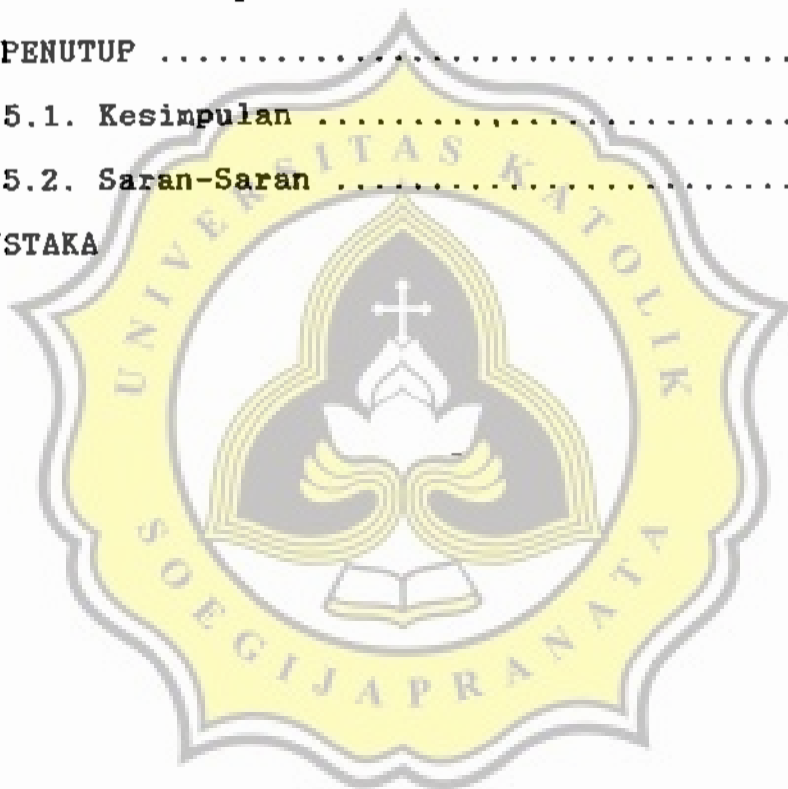 PENUTUP ....................................
5.1. Kesimpulan ............................
5.2. Saran-Saran ...........................
STAKA
UNIVERSITAS KATOLIK
SOEGIJAPRANATA